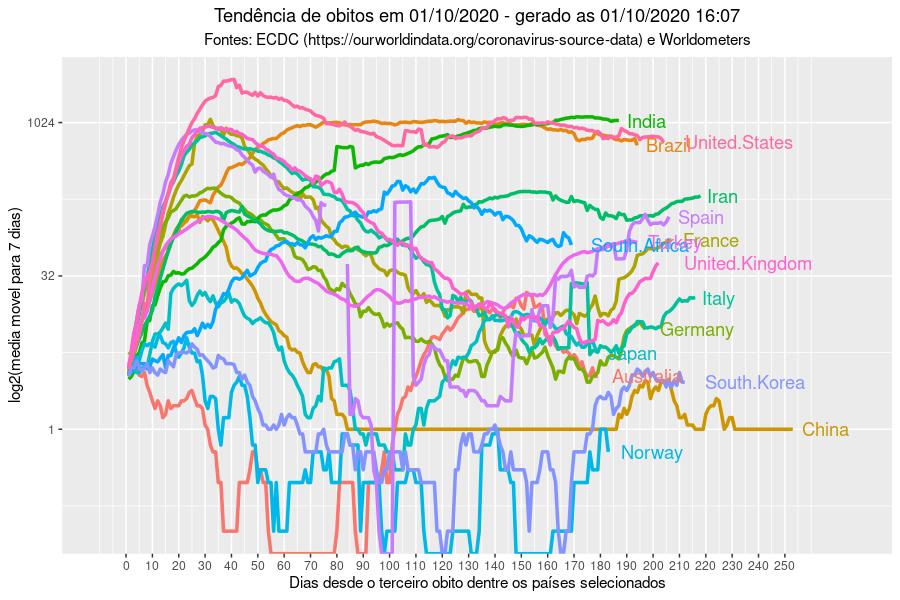 Tendência de obitos em 01/10/2020 - gerado as 01/10/2020 16:07
Fontes: ECDC (https://ourworldindata.org/coronavirus-source-data) e Worldometers
log2(media movel para 7 dias)
1024
32
1
India
Brazil
United.States
Iran
Spain
South.Africa
Turkey
France
United.Kingdom
Italy
Germany
Japan
Australia
South.Korea
China
Norway
0 10 20 30 40 50 60 70 80 90 100 110 120 130 140 150 160 170 180 190 200 210 220 230 240 250
Dias desde o terceiro obito dentre os países selecionados